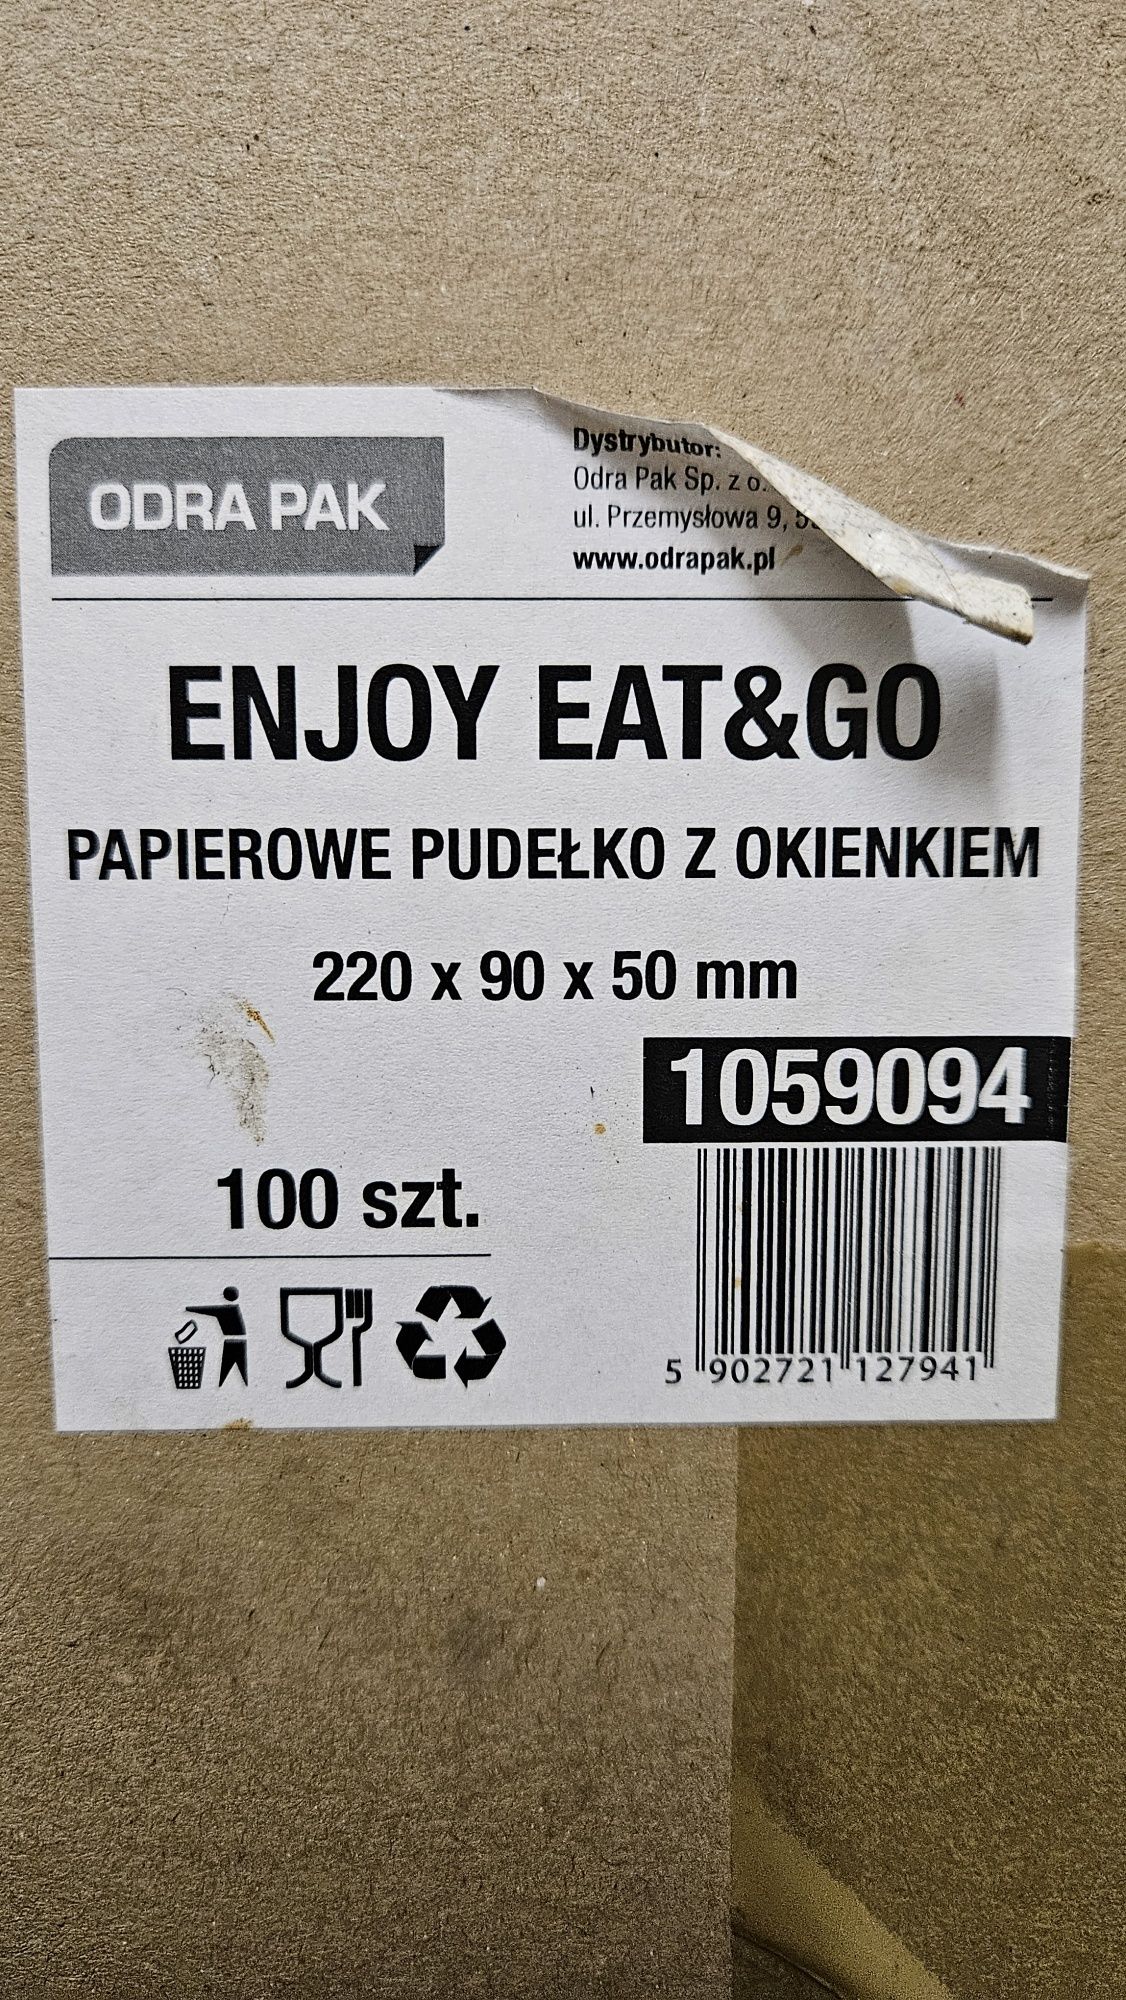 ODRA PAK
Dystrybutor:
Odra Pak Sp. z o.
ul. Przemysłowa 9,
www.odrapak.pl
ENJOY EAT&GO
PAPIEROWE PUDEŁKO Z OKIENKIEM
220 x 90 x 50 mm
1059094
100 szt.
5 902721 127941